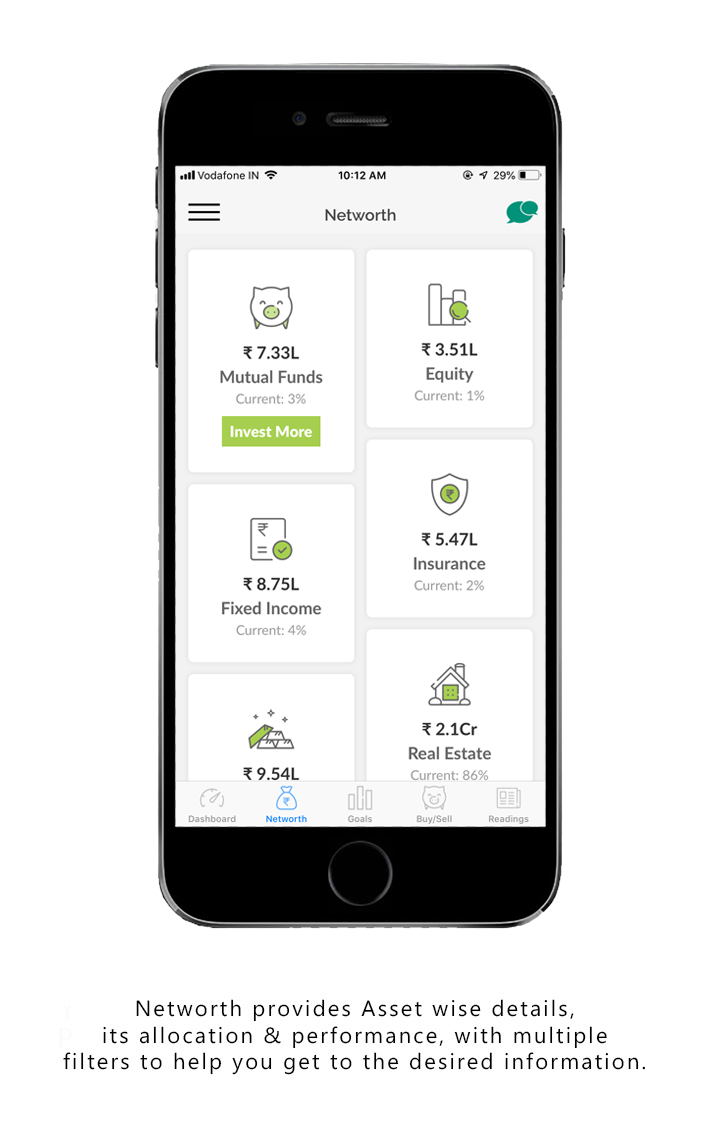 Vodafone IN 10:12 AM 29%
Networth
₹ 7.33L
Mutual Funds
Current: 3%
Invest More
₹ 3.51L
Equity
Current: 1%
₹ 8.75L
Fixed Income
Current: 4%
₹ 5.47L
Insurance
Current: 2%
₹ 9.54L
₹ 2.1Cr
Real Estate
Current: 86%
Dashboard Networth Goals Buy/Sell Readings
Networth provides Asset wise details,
its allocation & performance, with multiple
filters to help you get to the desired information.